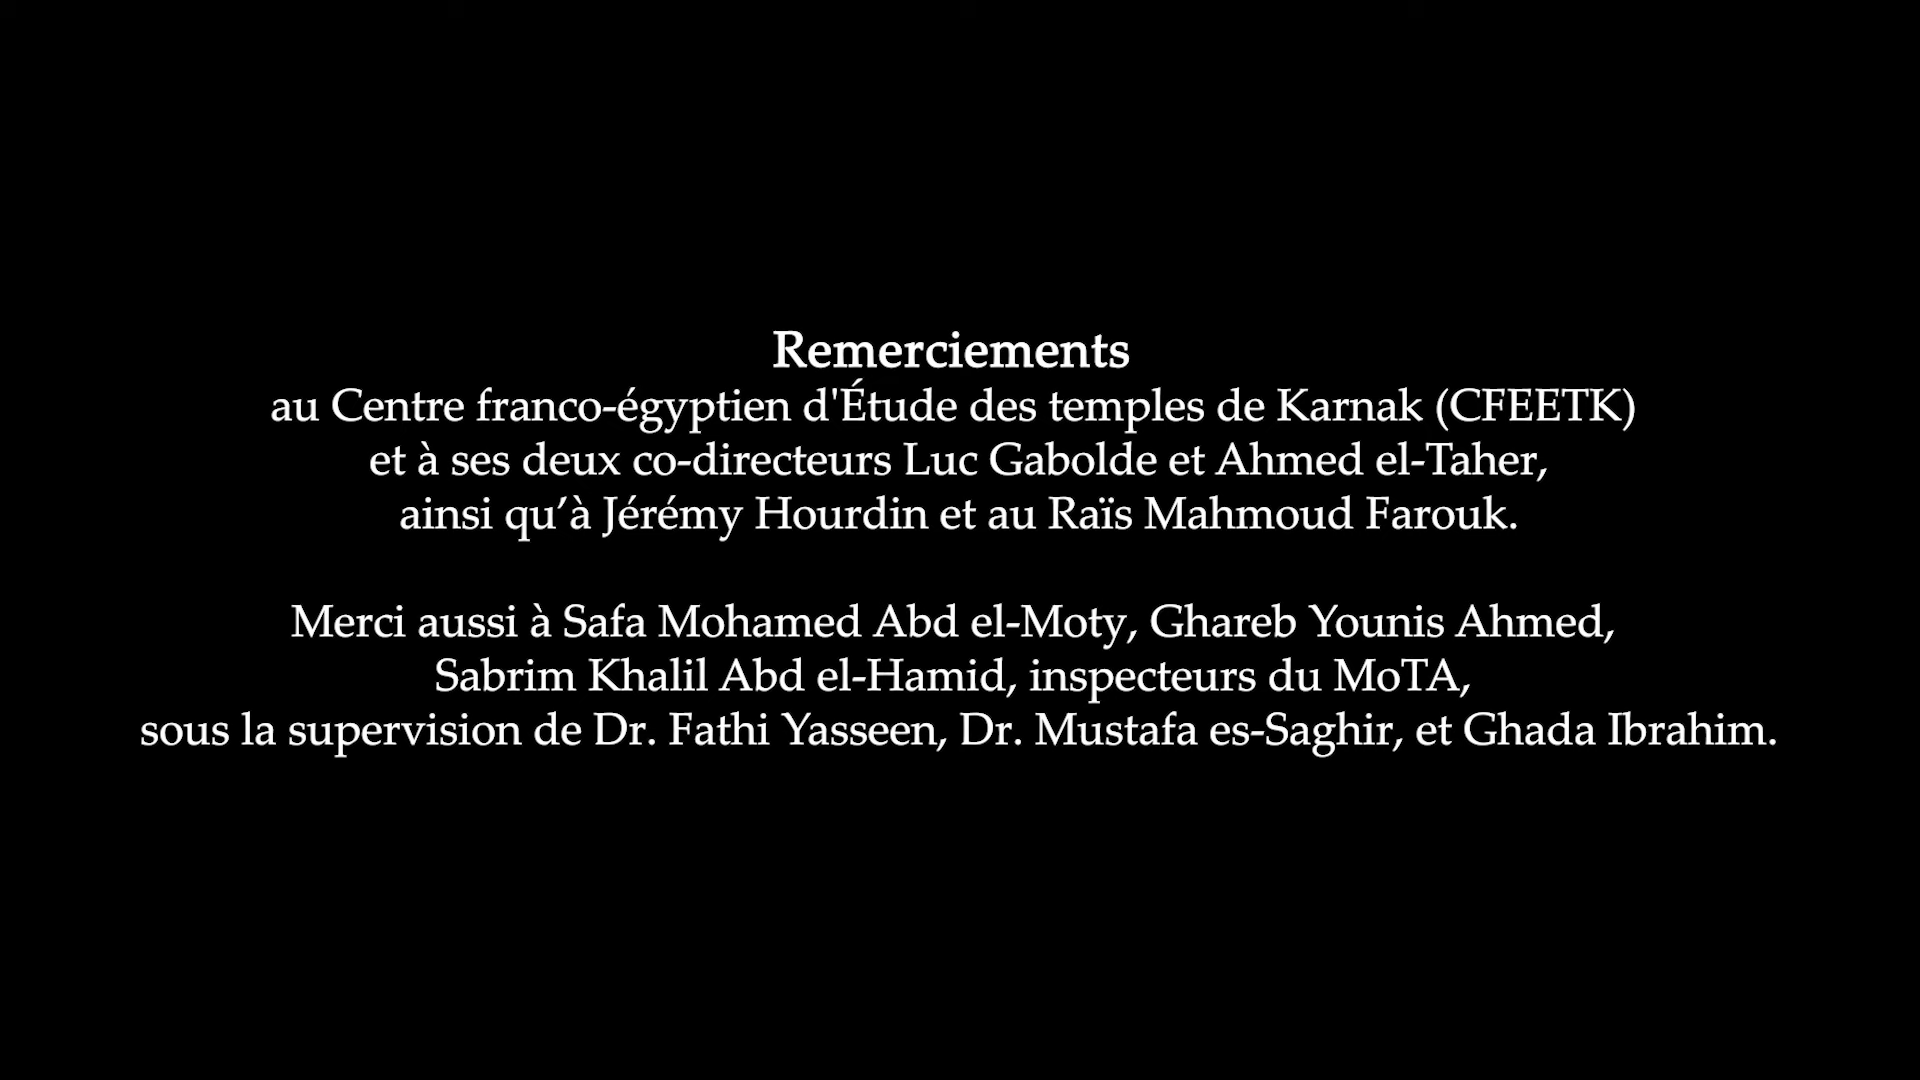 Remerciements
au Centre franco-égyptien d'Étude des temples de Karnak (CFEETK)
et à ses deux co-directeurs Luc Gabolde et Ahmed el-Taher,
ainsi qu’à Jérémy Hourdin et au Raïs Mahmoud Farouk.
Merci aussi à Safa Mohamed Abd el-Moty, Ghareb Younis Ahmed,
Sabrim Khalil Abd el-Hamid, inspecteurs du MoTA,
sous la supervision de Dr. Fathi Yasseen, Dr. Mustafa es-Saghir, et Ghada Ibrahim.